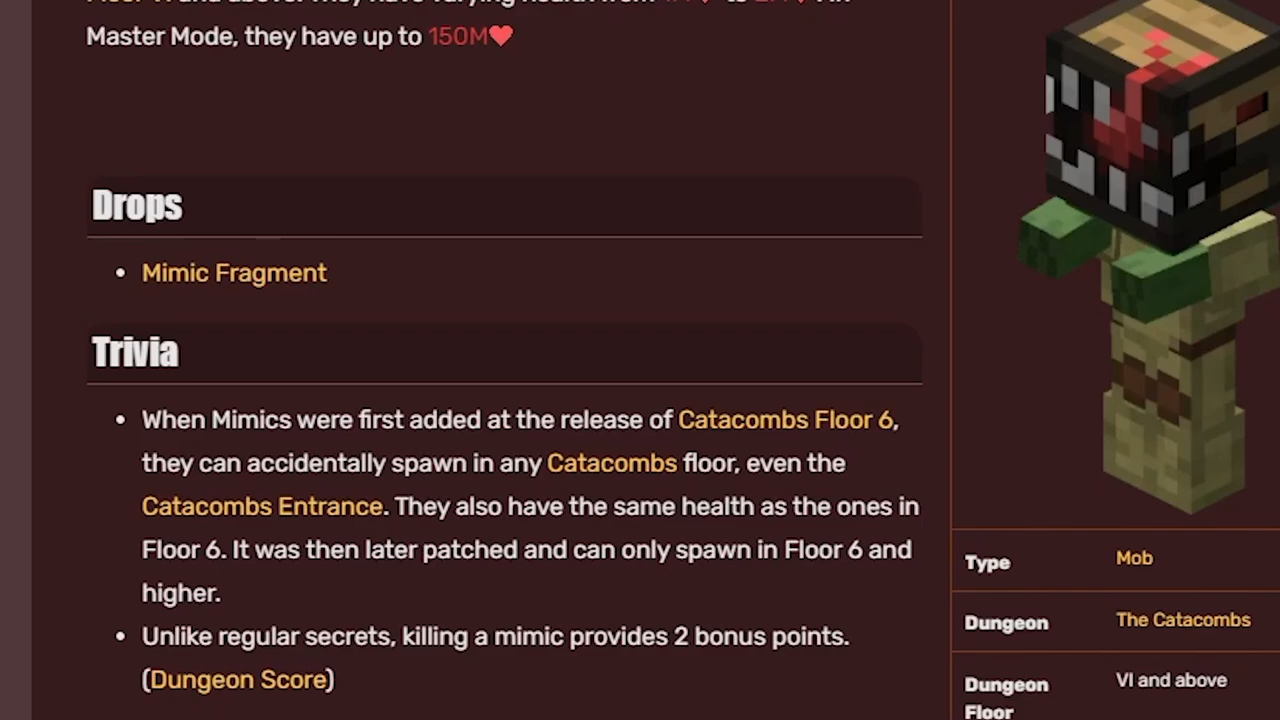 Master Mode, they have up to 150M❤
Drops
• Mimic Fragment
Trivia
• When Mimics were first added at the release of Catacombs Floor 6,
they can accidentally spawn in any Catacombs floor, even the
Catacombs Entrance. They also have the same health as the ones in
Floor 6. It was then later patched and can only spawn in Floor 6 and
higher.
• Unlike regular secrets, killing a mimic provides 2 bonus points.
(Dungeon Score)
Type Mob
Dungeon The Catacombs
Dungeon VI and above
Floor